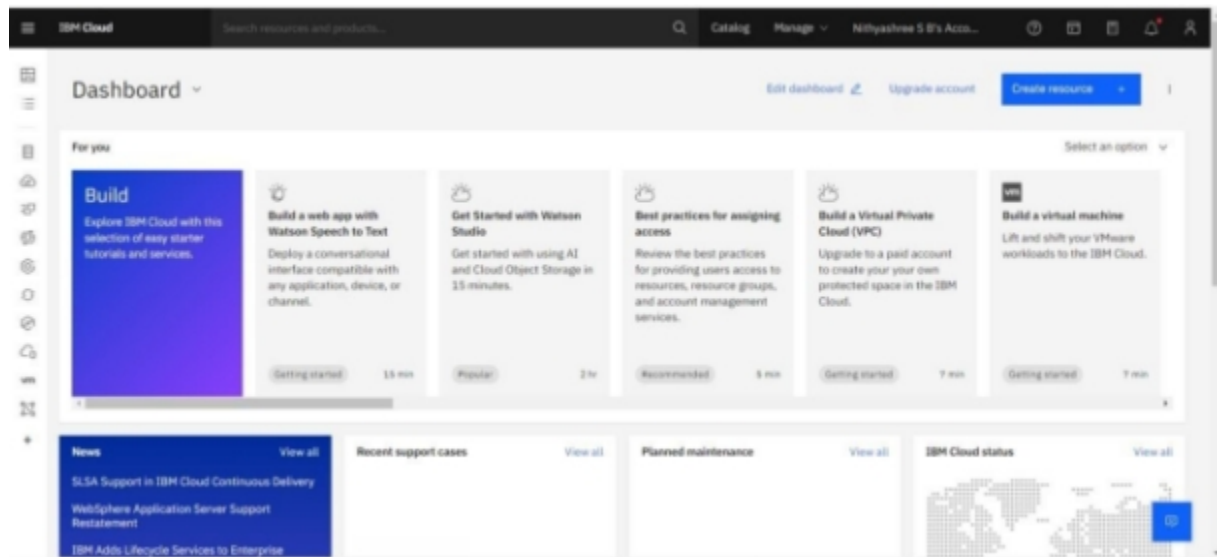 IBM Cloud
Search resources and products...
Catalog
Manage
Nithyashree S B's Acco...
Dashboard
Edit dashboard
Upgrade account
Create resource +
For you
Select an option
Build
Explore IBM Cloud with this
selection of easy starter
tutorials and services.
Build a web app with
Watson Speech to Text
Deploy a conversational
interface compatible with
any application, device, or
channel.
Getting started
15 min
Get Started with Watson
Studio
Get started with using AI
and Cloud Object Storage in
15 minutes.
Popular
2 hr
Best practices for assigning
access
Review the best practices
for providing users access to
resources, resource groups,
and account management
services.
Recommended
5 min
Build a Virtual Private
Cloud (VPC)
Upgrade to a paid account
to create your your own
protected space in the IBM
Cloud.
Getting started
7 min
vm
Build a virtual machine
Lift and shift your VMware
workloads to the IBM Cloud.
Getting started
7 min
vm
News
View all
SLSA Support in IBM Cloud Continuous Delivery
WebSphere Application Server Support
Restatement
IBM Adds Lifecycle Services to Enterprise
Recent support cases
View all
Planned maintenance
View all
IBM Cloud status
View all